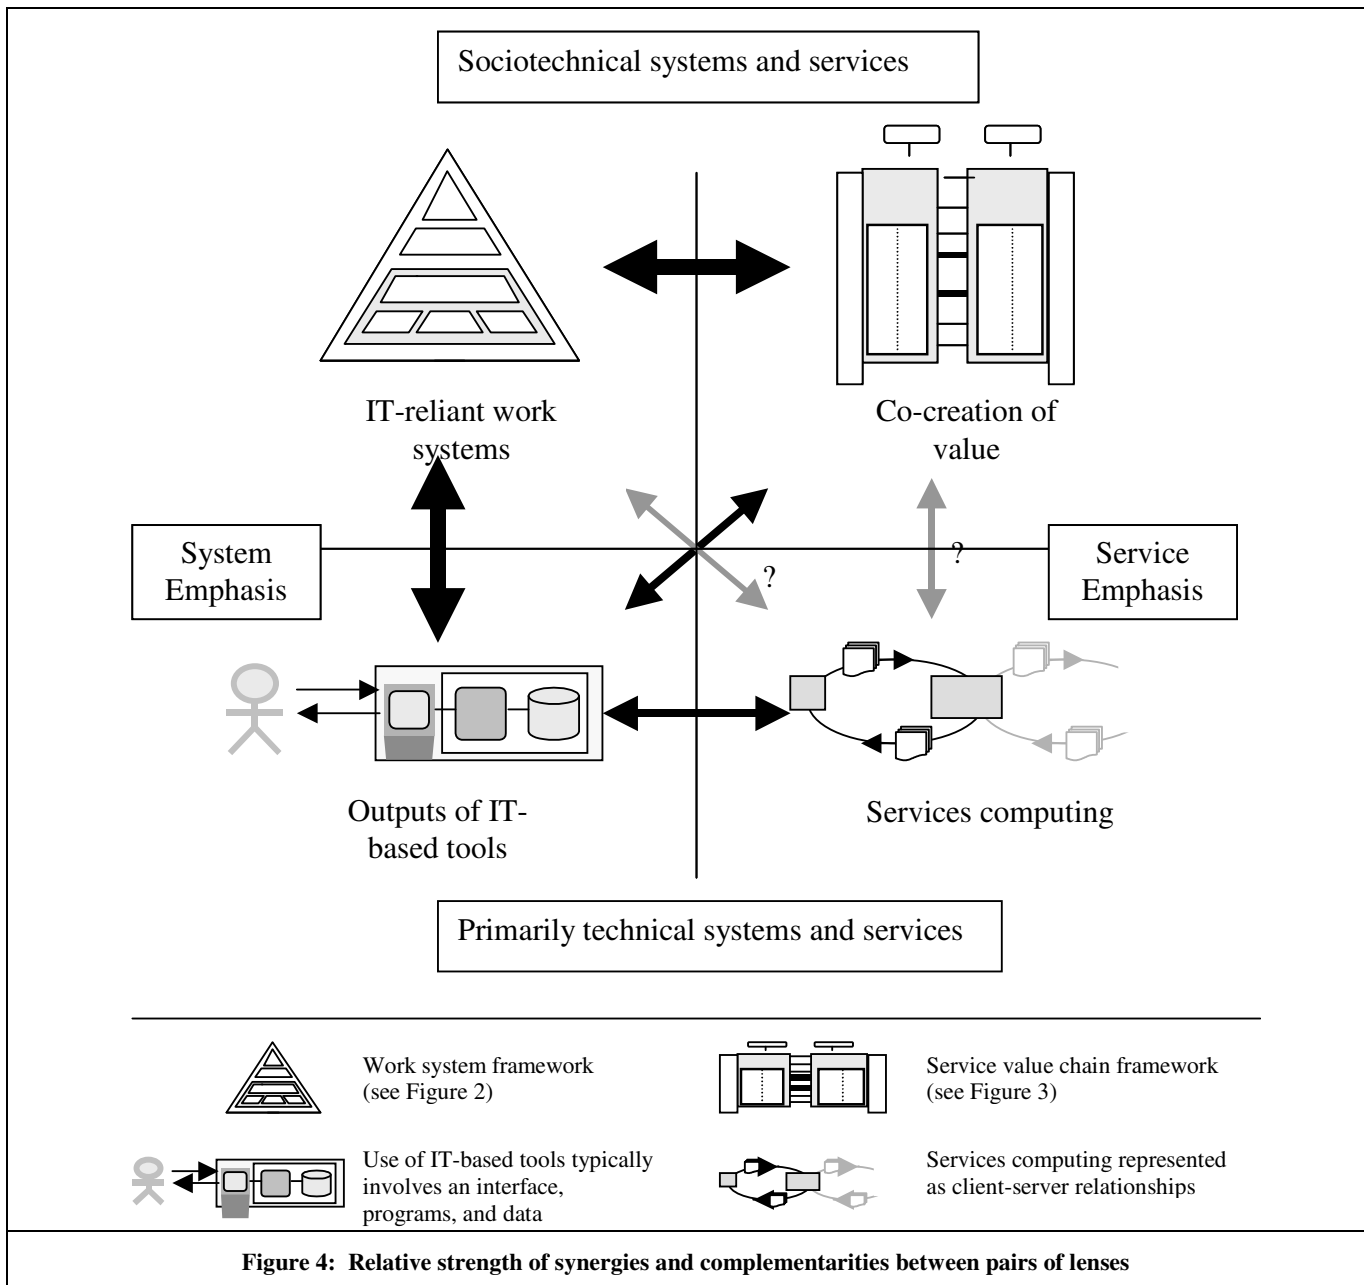 Sociotechnical systems and services
IT-reliant work
systems
Co-creation of
value
System
Emphasis
?
?
Service
Emphasis
Outputs of IT-
based tools
Services computing
Primarily technical systems and services
Work system framework
(see Figure 2)
Service value chain framework
(see Figure 3)
Use of IT-based tools typically
involves an interface,
programs, and data
Services computing represented
as client-server relationships
Figure 4:  Relative strength of synergies and complementarities between pairs of lenses